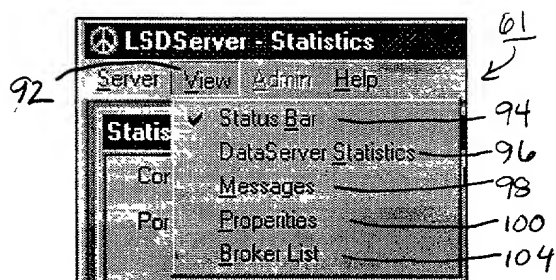 LSDServer - Statistics
61
Server View Admin Help
92
Statis
Status Bar
94
DataServer Statistics
96
Cor
Messages
98
Por
Properties
100
Broker List
104